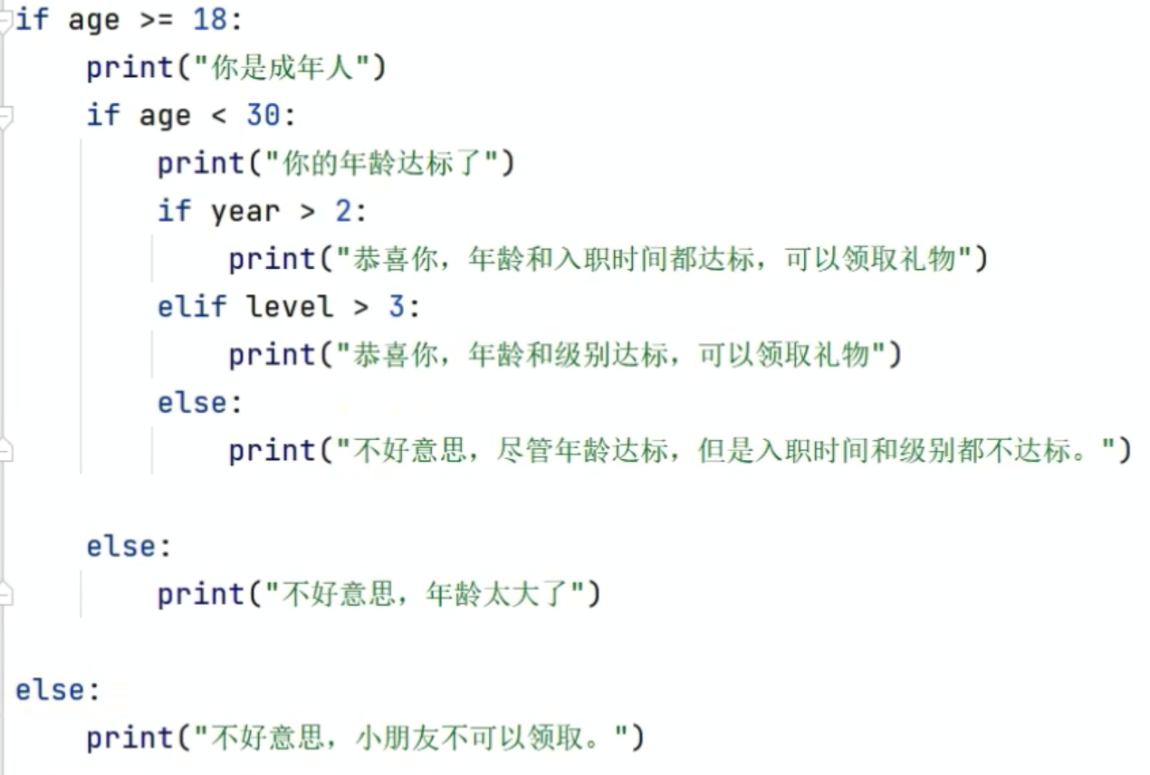 if age >= 18:
    print("你是成年人")
    if age < 30:
        print("你的年龄达标了")
        if year > 2:
            print("恭喜你，年龄和入职时间都达标，可以领取礼物")
        elif level > 3:
            print("恭喜你，年龄和级别达标，可以领取礼物")
        else:
            print("不好意思，尽管年龄达标，但是入职时间和级别都不达标。")

    else:
        print("不好意思，年龄太大了")

else:
    print("不好意思，小朋友不可以领取。")